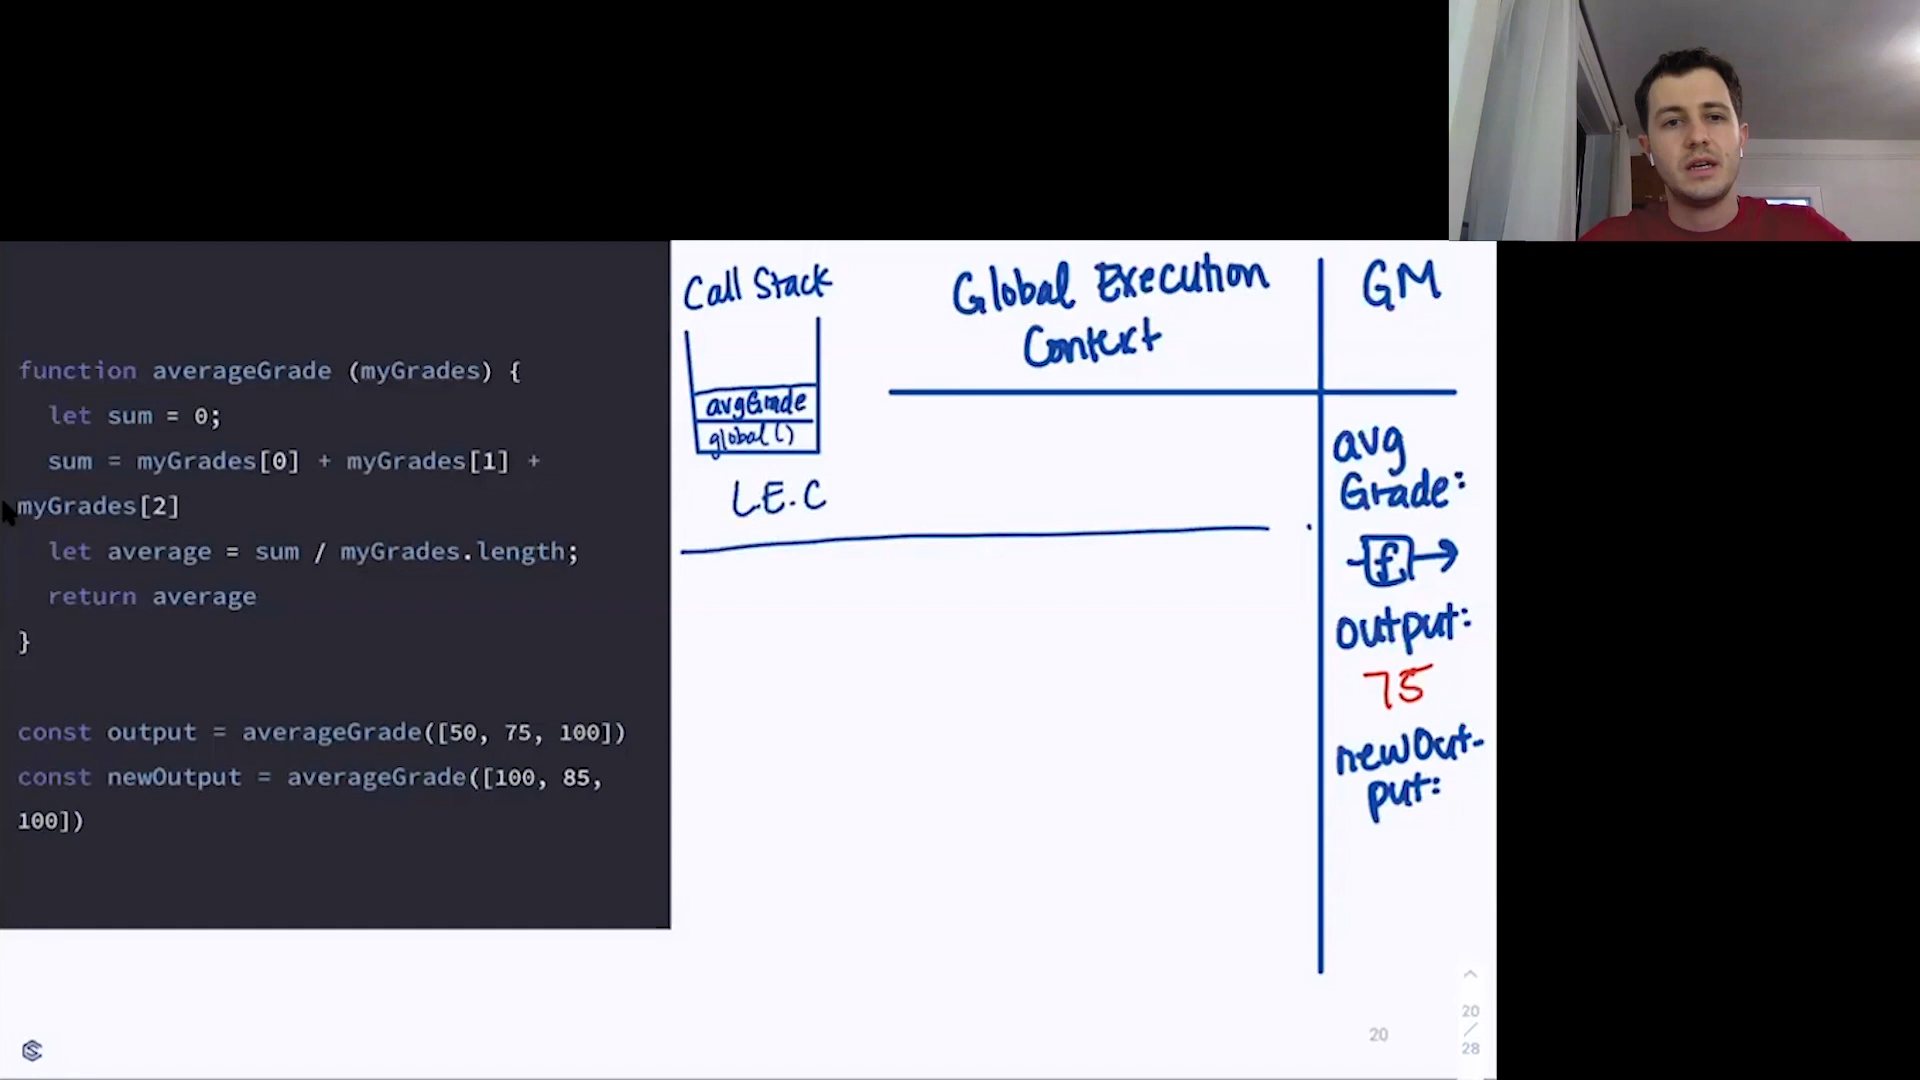 function averageGrade (myGrades) {
let sum = 0;
sum = myGrades[0] + myGrades[1] +
myGrades[2]
let average = sum / myGrades.length;
return average
}
const output = averageGrade([50, 75, 100])
const newOutput = averageGrade([100, 85,
100])
Call Stack
avgGrade
global()
L.E.C
Global Execution
Context
GM
avg
Grade:
f
output:
75
newOut-
put:
20
20
/
28